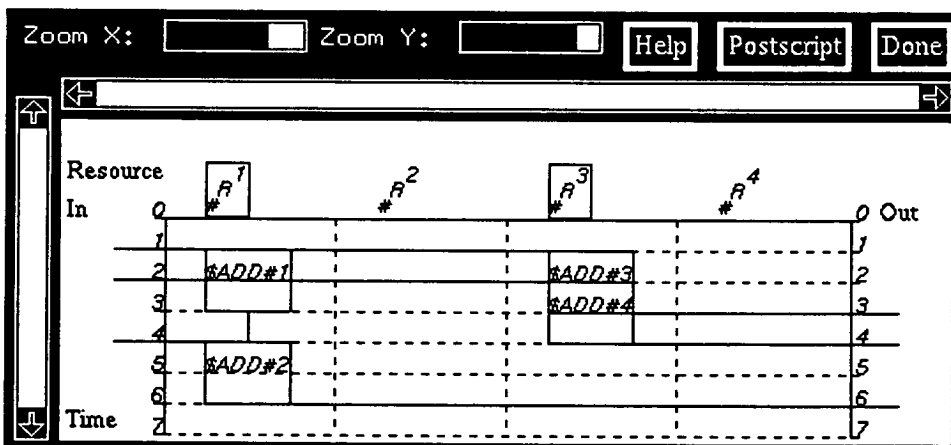 Zoom X: Zoom Y: Help Postscript Done
Resource #R1 #R2 #R3 #R4
In 0 0 Out
1 1
2 $ADD#1 $ADD#3 2
3 $ADD#4 3
4 4
5 $ADD#2 5
6 6
Time 7 7